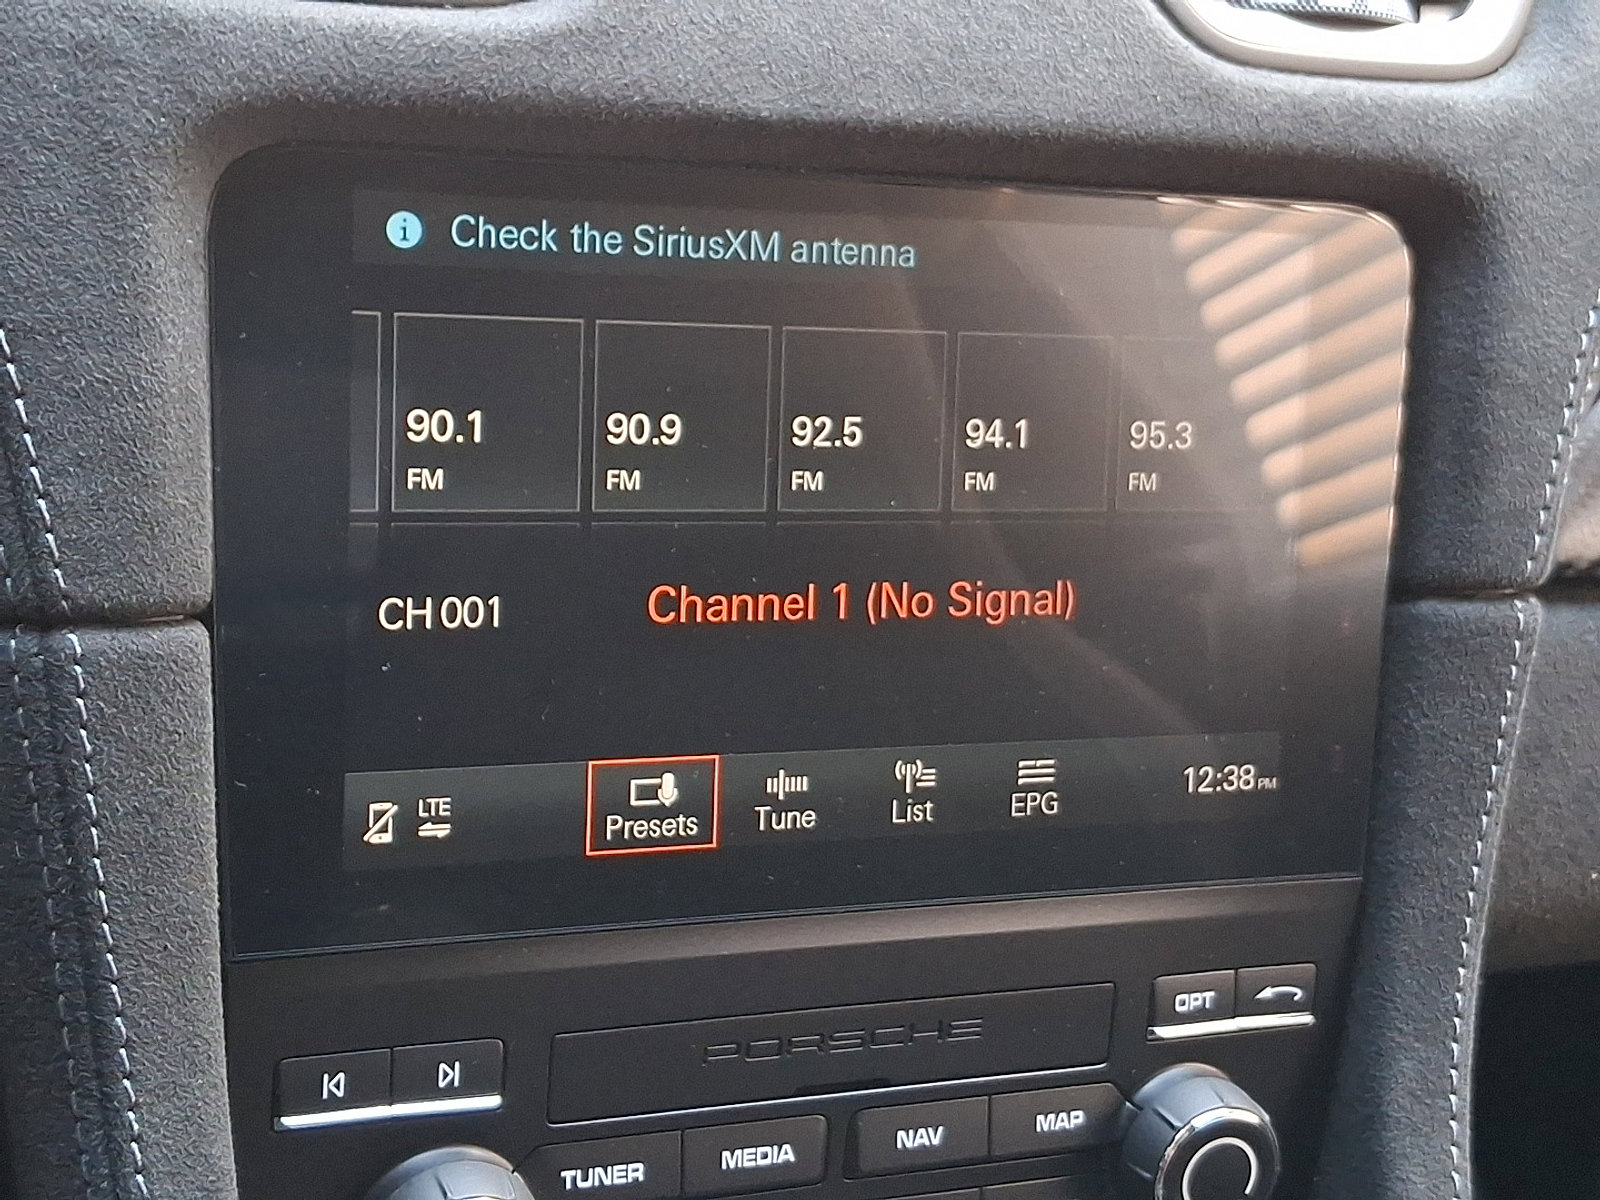 Check the SiriusXM antenna
90.1
FM
90.9
FM
92.5
FM
94.1
FM
95.3
FM
CH 001
Channel 1 (No Signal)
LTE
Presets
Tune
List
EPG
12:38 PM
PORSCHE
OPT
TUNER
MEDIA
NAV
MAP